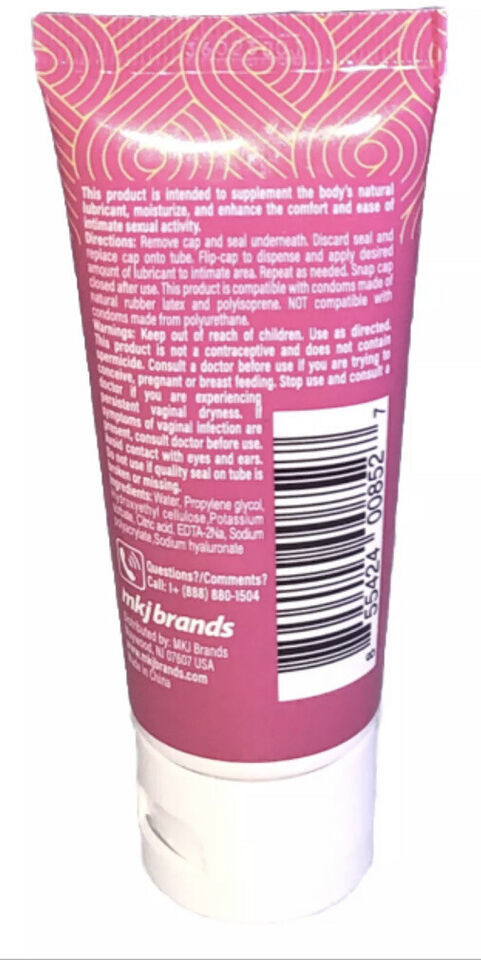 This product is intended to supplement the body's natural
lubricant, moisturize, and enhance the comfort and ease of
intimate sexual activity.
Directions: Remove cap and seal underneath. Discard seal and
replace cap onto tube. Flip-cap to dispense and apply desired
amount of lubricant to intimate area. Repeat as needed. Snap cap
closed after use. This product is compatible with condoms made of
natural rubber latex and polyisoprene. NOT compatible with
condoms made from polyurethane.
Warnings: Keep out of reach of children. Use as directed.
This product is not a contraceptive and does not contain
spermicide. Consult a doctor before use if you are trying to
conceive, pregnant or breast feeding. Stop use and consult a
doctor if you are experiencing
persistent vaginal dryness. If
symptoms of vaginal infection are
present, consult doctor before use.
Avoid contact with eyes and ears.
Do not use if quality seal on tube is
broken or missing.
Ingredients: Water, Propylene glycol,
Hydroxyethyl cellulose, Potassium
sorbate, Citric acid, EDTA-2Na, Sodium
Polyacrylate, Sodium hyaluronate
Questions?/Comments?
Call: 1+ (888) 880-1504
mkj brands
Distributed by: MKJ Brands
Maywood, NJ 07607 USA
www.mkjbrands.com
Made in China
8 55424 00852 7